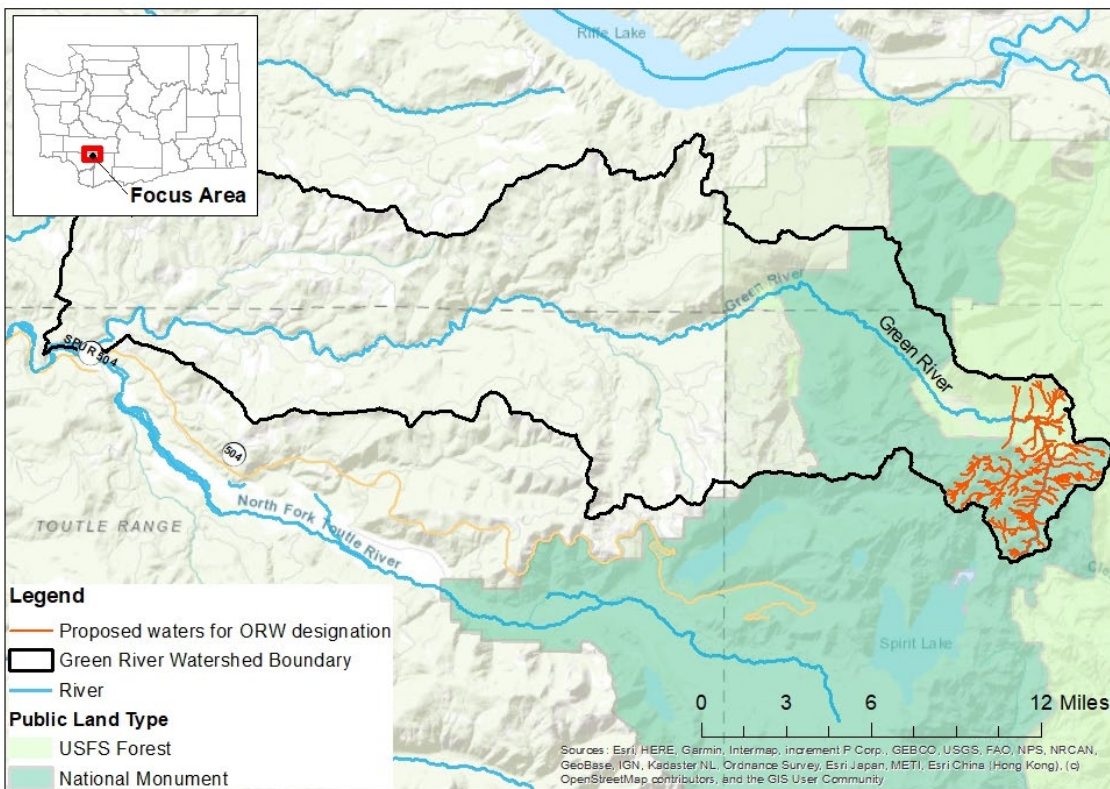 Riffe Lake
Focus Area
Green River
Green River
SPUR 504
504
North Fork Toutle River
TOUTLE RANGE
Spirit Lake
Legend
Proposed waters for ORW designation
Green River Watershed Boundary
River
Public Land Type
USFS Forest
National Monument
0 3 6 12 Miles
Sources: Esri, HERE, Garmin, Intermap, increment P Corp., GEBCO, USGS, FAO, NPS, NRCAN,
GeoBase, IGN, Kadaster NL, Ordnance Survey, Esri Japan, METI, Esri China (Hong Kong), (c)
OpenStreetMap contributors, and the GIS User Community